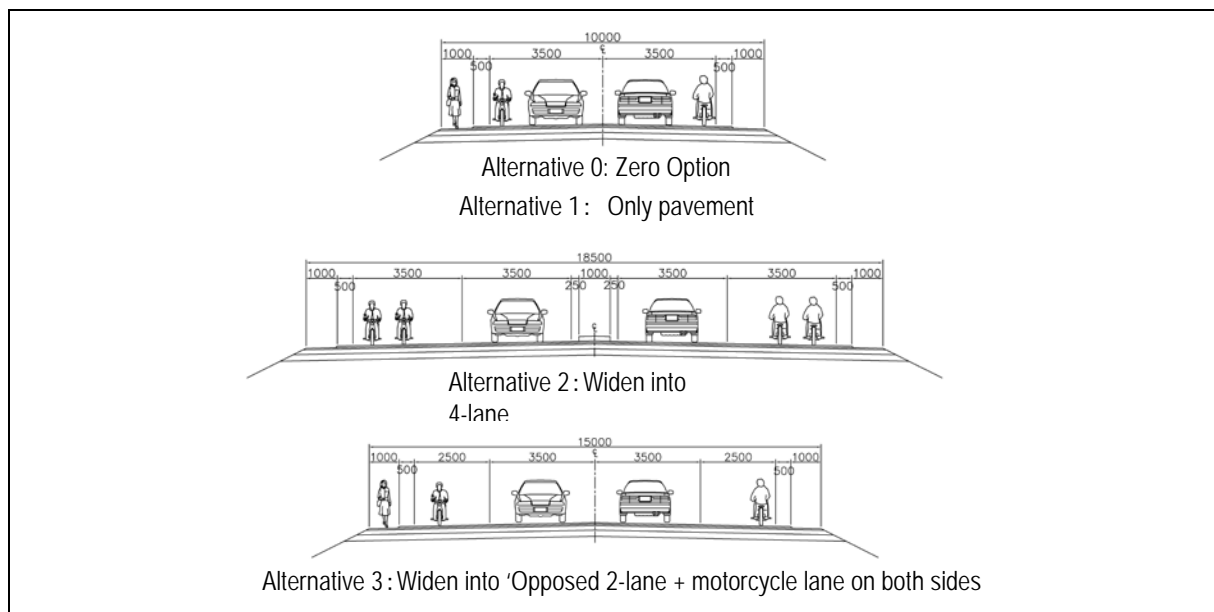 10000
1000 3500 ℄ 3500 1000
500 500
Alternative 0: Zero Option
Alternative 1 : Only pavement
18500
1000 3500 3500 250 1000 250 3500 3500 1000
500 500
℄
Alternative 2 : Widen into
4-lane
15000
1000 2500 3500 ℄ 3500 2500 1000
500 500
Alternative 3 : Widen into ‘Opposed 2-lane + motorcycle lane on both sides